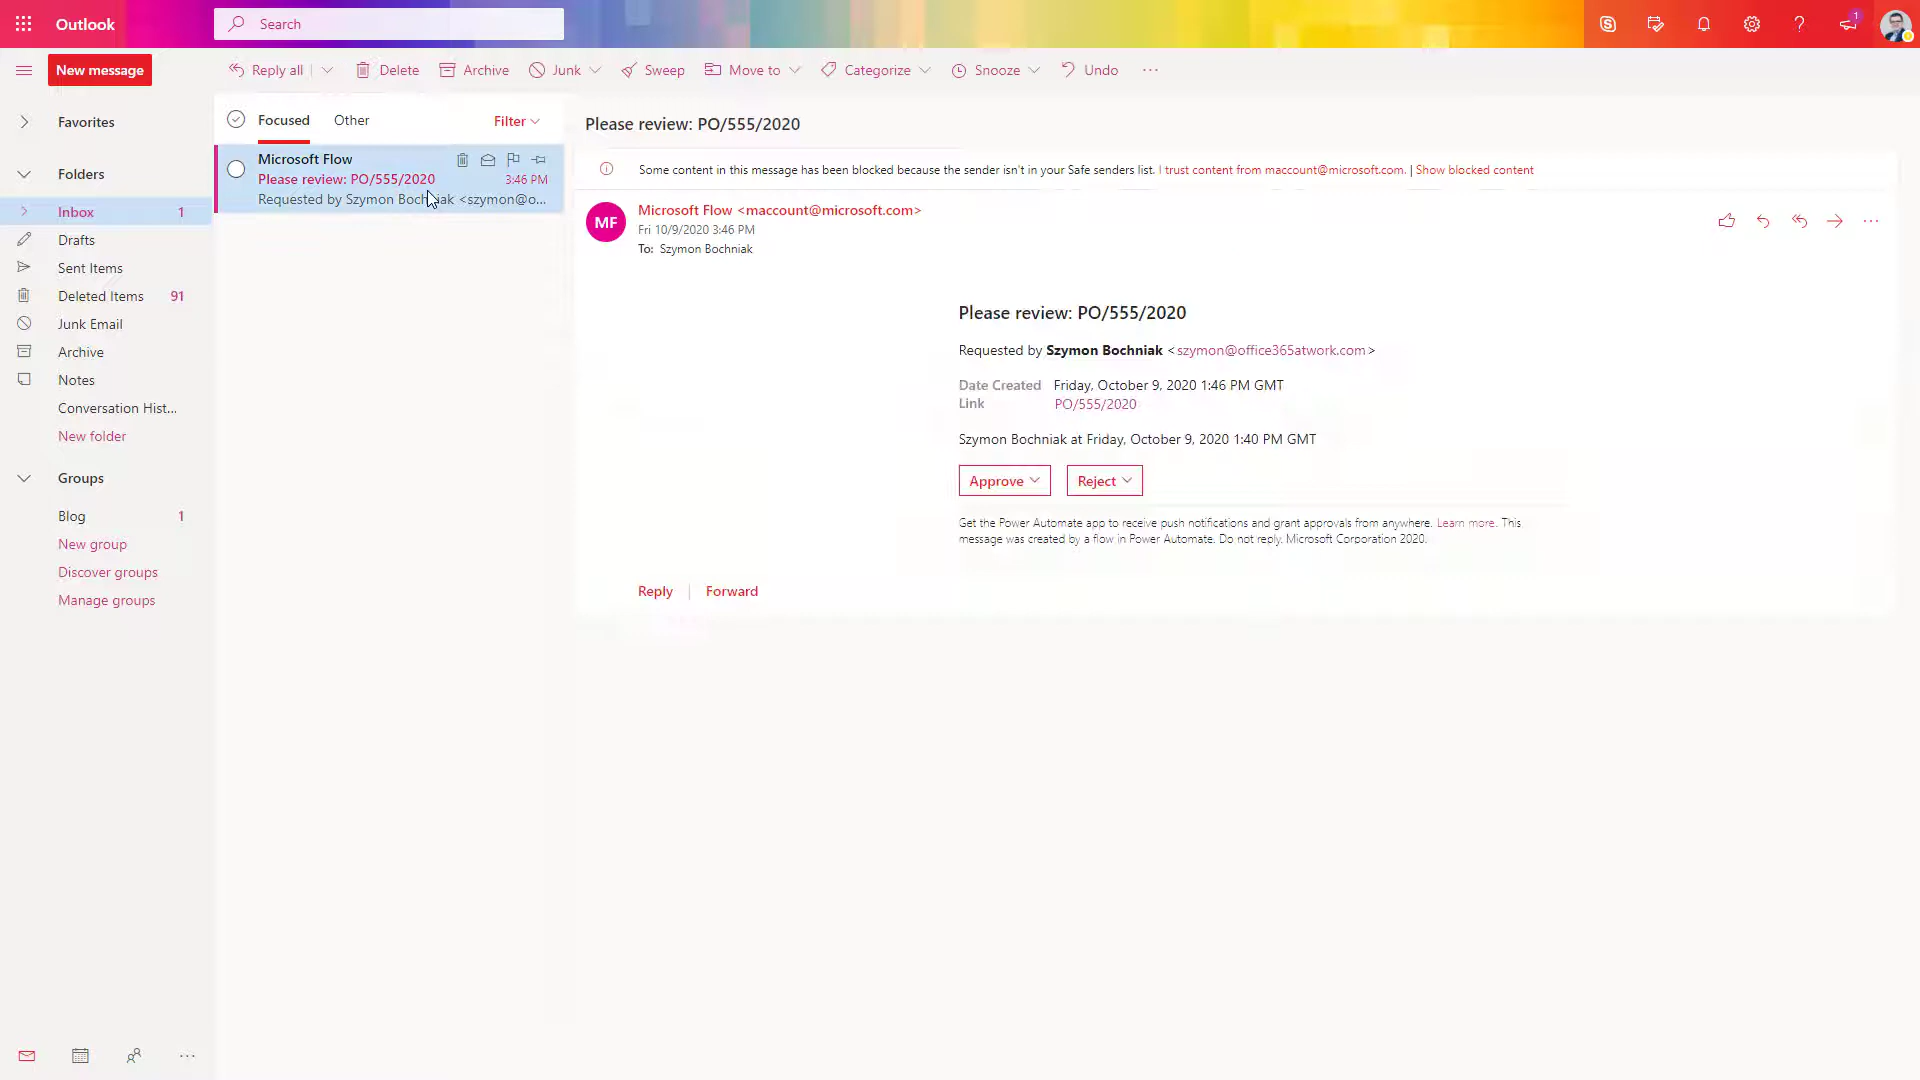 Outlook
Search
1
New message
Reply all
Delete
Archive
Junk
Sweep
Move to
Categorize
Snooze
Undo
Favorites
Folders
Inbox 1
Drafts
Sent Items
Deleted Items 91
Junk Email
Archive
Notes
Conversation Hist...
New folder
Groups
Blog 1
New group
Discover groups
Manage groups
Focused Other Filter
Microsoft Flow
Please review: PO/555/2020 3:46 PM
Requested by Szymon Bochniak <szymon@o...
Please review: PO/555/2020
Some content in this message has been blocked because the sender isn't in your Safe senders list. I trust content from maccount@microsoft.com. | Show blocked content
MF
Microsoft Flow <maccount@microsoft.com>
Fri 10/9/2020 3:46 PM
To: Szymon Bochniak
Please review: PO/555/2020
Requested by Szymon Bochniak <szymon@office365atwork.com>
Date Created Friday, October 9, 2020 1:46 PM GMT
Link PO/555/2020
Szymon Bochniak at Friday, October 9, 2020 1:40 PM GMT
Approve Reject
Get the Power Automate app to receive push notifications and grant approvals from anywhere. Learn more. This
message was created by a flow in Power Automate. Do not reply. Microsoft Corporation 2020.
Reply | Forward